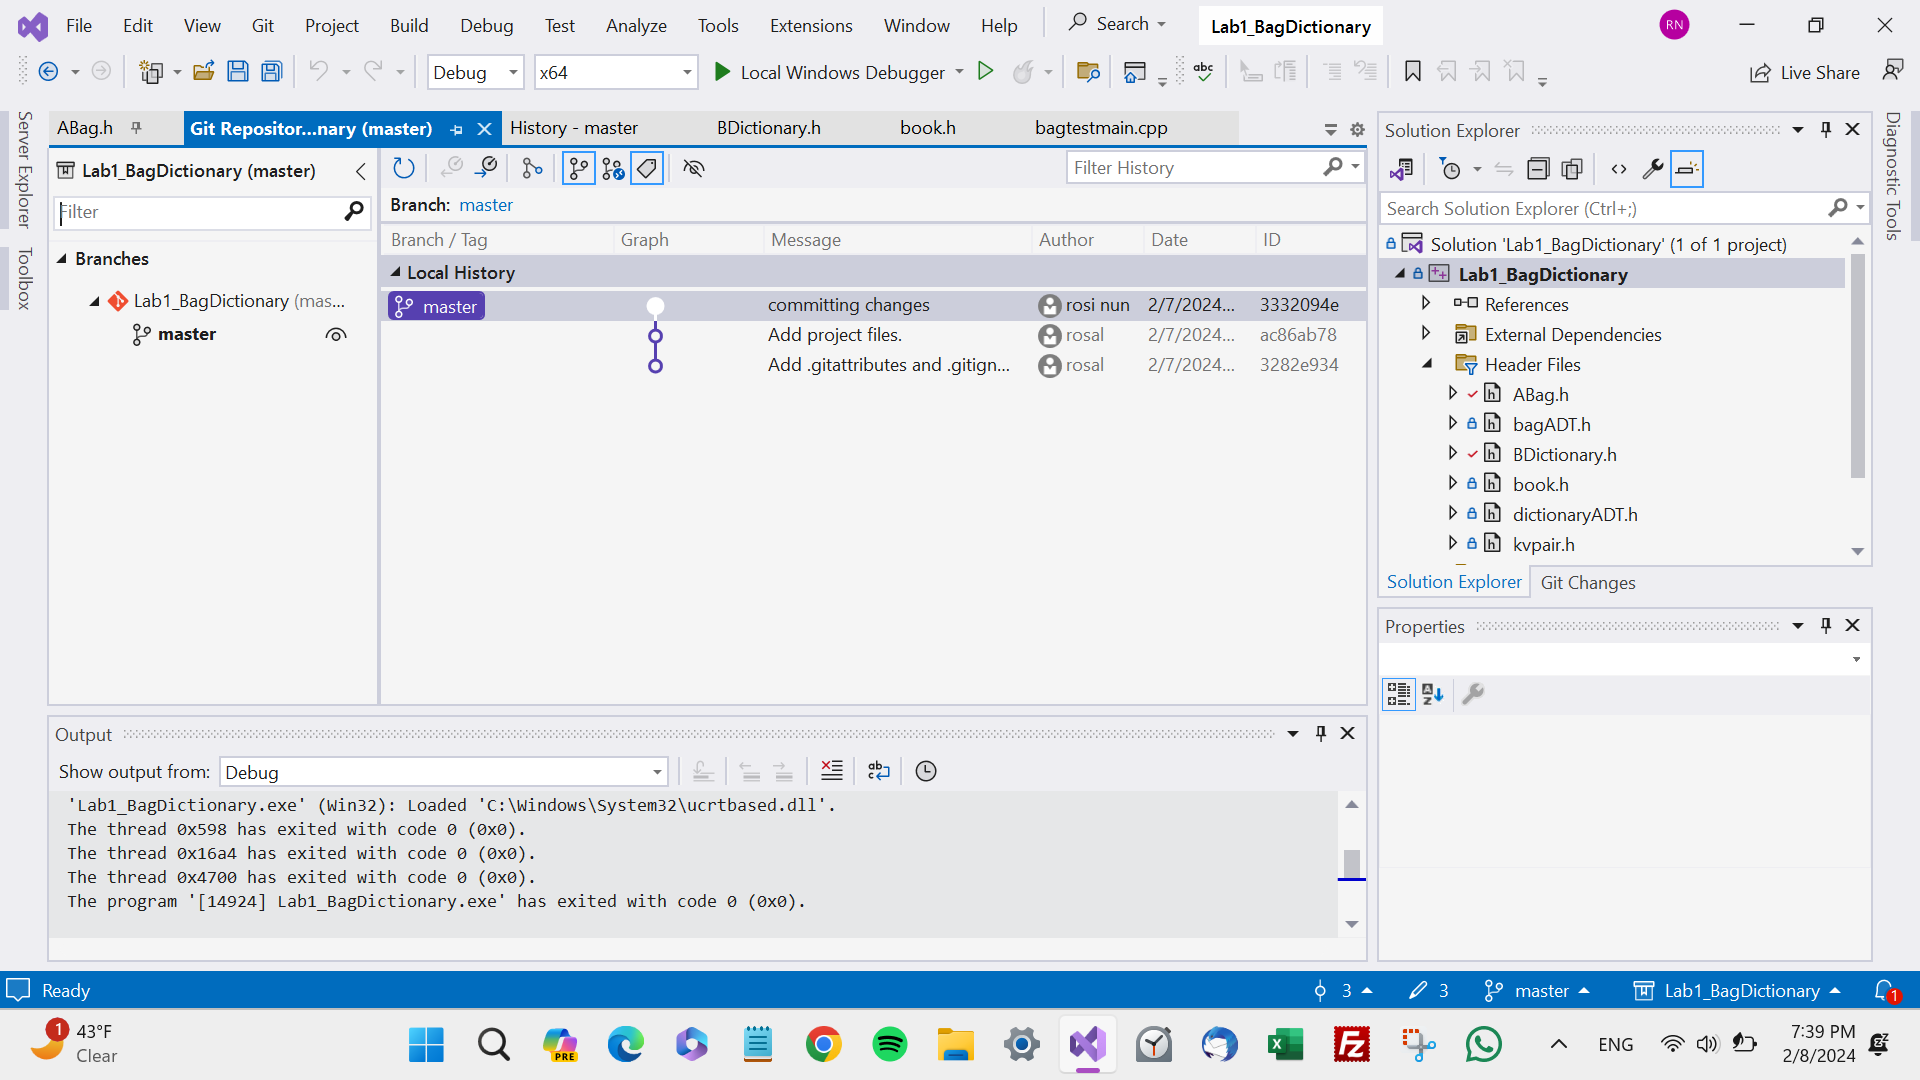 File Edit View Git Project Build Debug Test Analyze Tools Extensions Window Help Search Lab1_BagDictionary RN
Debug x64 Local Windows Debugger abc Live Share
Server Explorer
Toolbox
ABag.h Git Repositor...nary (master) History - master BDictionary.h book.h bagtestmain.cpp
Lab1_BagDictionary (master)
Filter
Branches
Lab1_BagDictionary (mas...
master
Filter History
Branch: master
Branch / Tag Graph Message Author Date ID
Local History
master committing changes rosi nun 2/7/2024... 3332094e
Add project files. rosal 2/7/2024... ac86ab78
Add .gitattributes and .gitign... rosal 2/7/2024... 3282e934
Output
Show output from: Debug
'Lab1_BagDictionary.exe' (Win32): Loaded 'C:\Windows\System32\ucrtbased.dll'.
The thread 0x598 has exited with code 0 (0x0).
The thread 0x16a4 has exited with code 0 (0x0).
The thread 0x4700 has exited with code 0 (0x0).
The program '[14924] Lab1_BagDictionary.exe' has exited with code 0 (0x0).
Solution Explorer
Search Solution Explorer (Ctrl+;)
Solution 'Lab1_BagDictionary' (1 of 1 project)
Lab1_BagDictionary
References
External Dependencies
Header Files
ABag.h
bagADT.h
BDictionary.h
book.h
dictionaryADT.h
kvpair.h
Solution Explorer Git Changes
Properties
Diagnostic Tools
Ready 3 3 master Lab1_BagDictionary 1
1 43°F
Clear
PRE
ENG
7:39 PM
2/8/2024